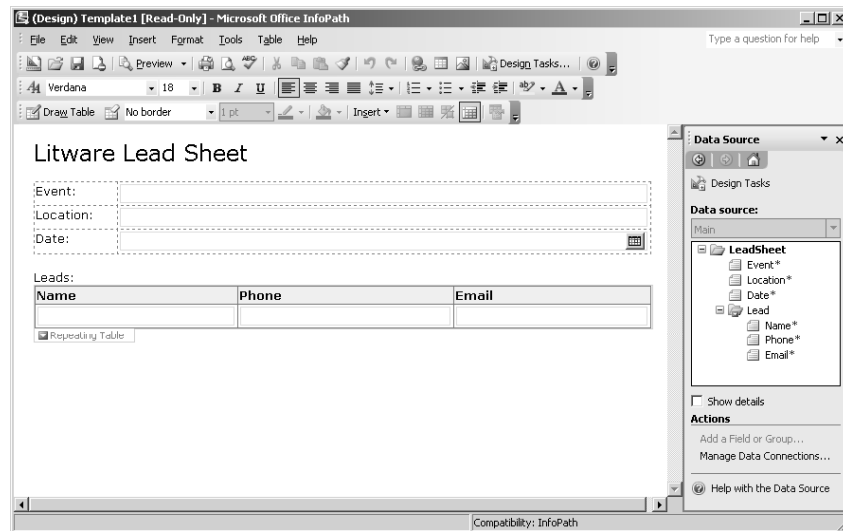 (Design) Template1 [Read-Only] - Microsoft Office InfoPath
File Edit View Insert Format Tools Table Help
Type a question for help
Preview Design Tasks...
Verdana 18 B I U A
Draw Table No border 1 pt Insert
Litware Lead Sheet
Event:
Location:
Date:
Leads:
Name Phone Email
Repeating Table
Data Source
Design Tasks
Data source:
Main
LeadSheet
Event*
Location*
Date*
Lead
Name*
Phone*
Email*
Show details
Actions
Add a Field or Group...
Manage Data Connections...
Help with the Data Source
Compatibility: InfoPath